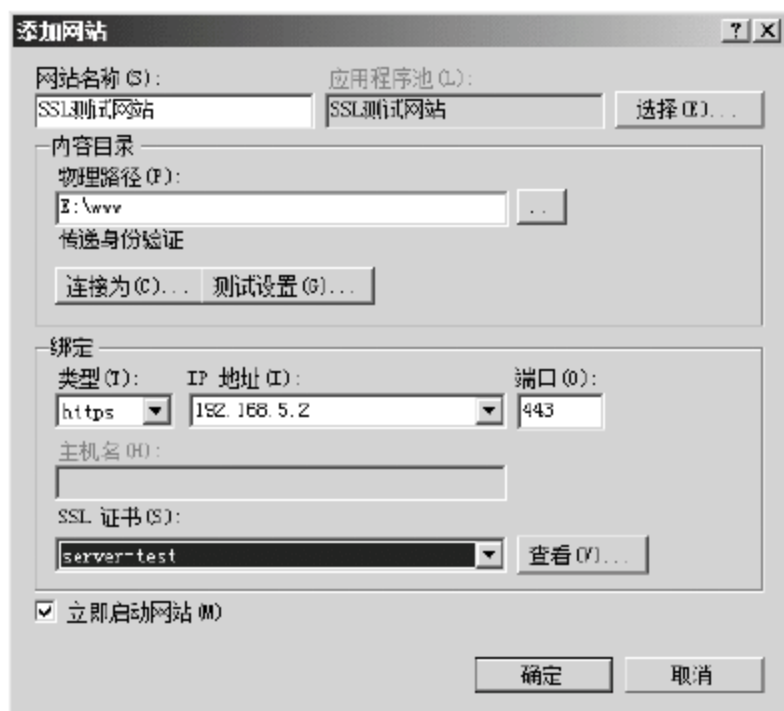 添加网站
网站名称(S): 应用程序池(L):
SSL测试网站 SSL测试网站 选择(E)...
内容目录
物理路径(P):
E:\www
..
传递身份验证
连接为(C)... 测试设置(G)...
绑定
类型(T): IP 地址(I): 端口(O):
https 192.168.5.2 443
主机名(H):
SSL 证书(S):
server-test 查看(V)...
立即启动网站(M)
确定 取消